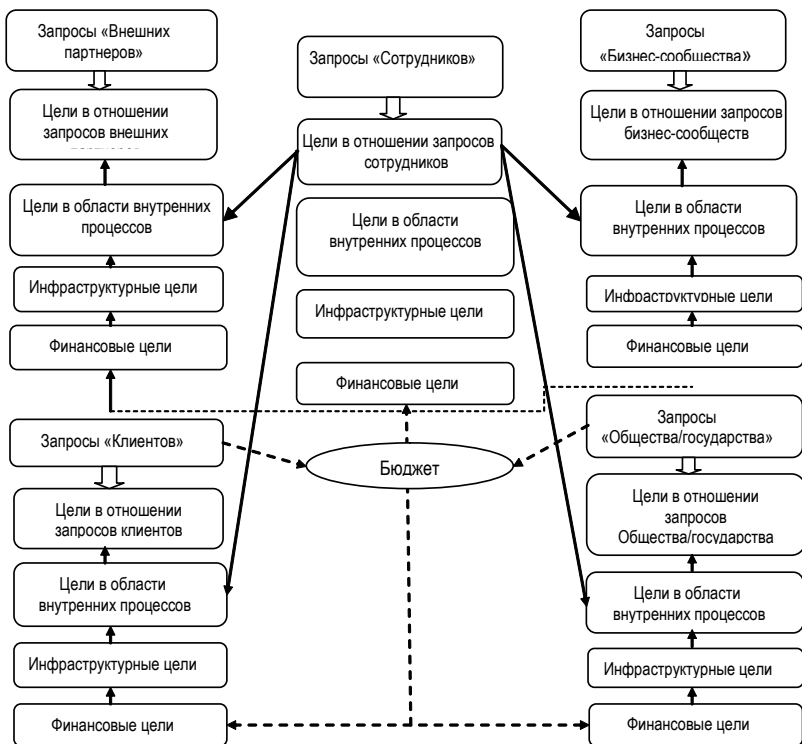 Запросы «Внешних
партнеров»
Цели в отношении
запросов внешних
Цели в области внутренних
процессов
Инфраструктурные цели
Финансовые цели
Запросы «Сотрудников»
Цели в отношении запросов
сотрудников
Цели в области
внутренних процессов
Инфраструктурные цели
Финансовые цели
Запросы
«Бизнес-сообщества»
Цели в отношении запросов
бизнес-сообществ
Цели в области
внутренних процессов
Инфраструктурные цели
Финансовые цели
Запросы «Клиентов»
Цели в отношении
запросов клиентов
Цели в области
внутренних процессов
Инфраструктурные цели
Финансовые цели
Бюджет
Запросы
«Общества/государства»
Цели в отношении
запросов
Общества/государства
Цели в области
внутренних процессов
Инфраструктурные цели
Финансовые цели